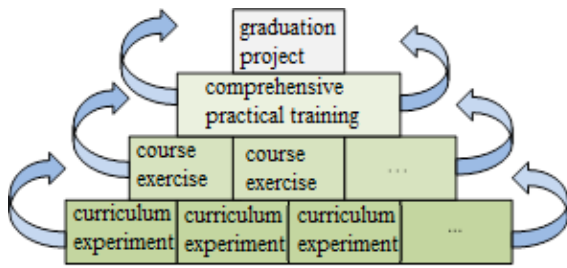 graduation
project
comprehensive
practical training
course
exercise
course
exercise
...
curriculum
experiment
curriculum
experiment
curriculum
experiment
...